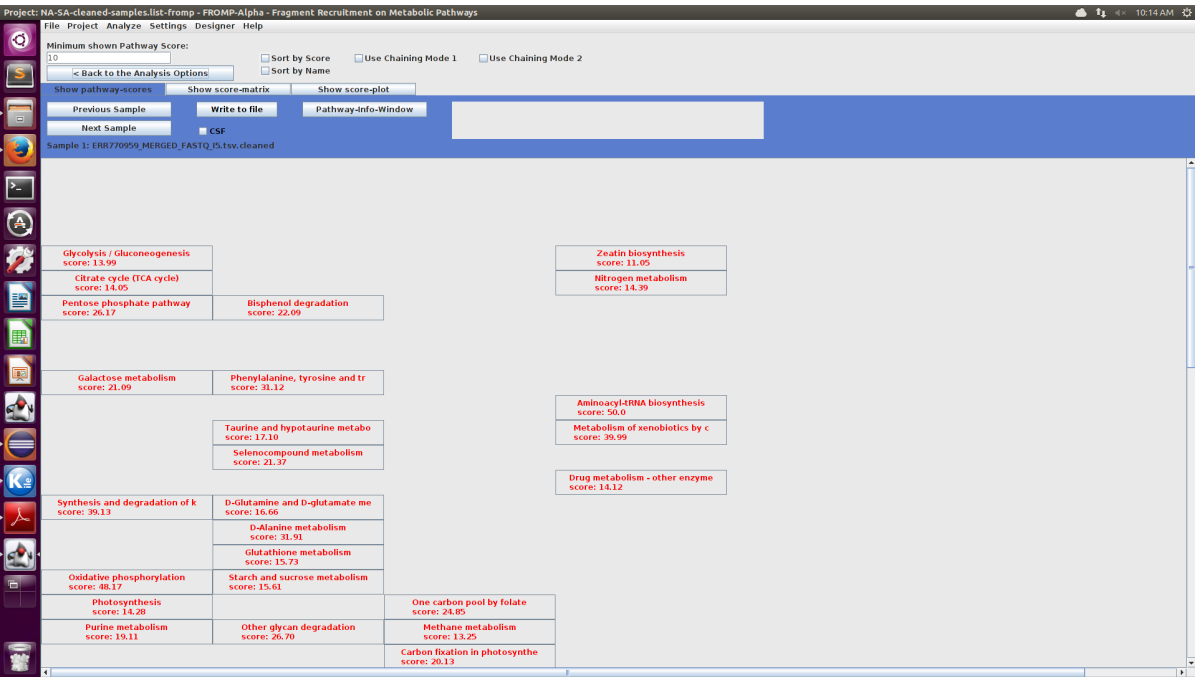 Project: NA-SA-cleaned-samples.list-fromp - FROMP-Alpha - Fragment Recruitment on Metabolic Pathways
10:14 AM
File Project Analyze Settings Designer Help
Minimum shown Pathway Score:
10
Sort by Score
Use Chaining Mode 1
Use Chaining Mode 2
< Back to the Analysis Options
Sort by Name
Show pathway-scores
Show score-matrix
Show score-plot
Previous Sample
Write to file
Pathway-Info-Window
Next Sample
CSF
Sample 1: ERR770959_MERGED_FASTQ_I5.tsv.cleaned
Glycolysis / Gluconeogenesis
score: 13.99
Zeatin biosynthesis
score: 11.05
Citrate cycle (TCA cycle)
score: 14.05
Nitrogen metabolism
score: 14.39
Pentose phosphate pathway
score: 26.17
Bisphenol degradation
score: 22.09
Galactose metabolism
score: 21.09
Phenylalanine, tyrosine and tr
score: 31.12
Aminoacyl-tRNA biosynthesis
score: 50.0
Taurine and hypotaurine metabo
score: 17.10
Metabolism of xenobiotics by c
score: 39.99
Selenocompound metabolism
score: 21.37
Drug metabolism - other enzyme
score: 14.12
Synthesis and degradation of k
score: 39.13
D-Glutamine and D-glutamate me
score: 16.66
D-Alanine metabolism
score: 31.91
Glutathione metabolism
score: 15.73
Oxidative phosphorylation
score: 48.17
Starch and sucrose metabolism
score: 15.61
Photosynthesis
score: 14.28
One carbon pool by folate
score: 24.85
Purine metabolism
score: 19.11
Other glycan degradation
score: 26.70
Methane metabolism
score: 13.25
Carbon fixation in photosynthe
score: 20.13